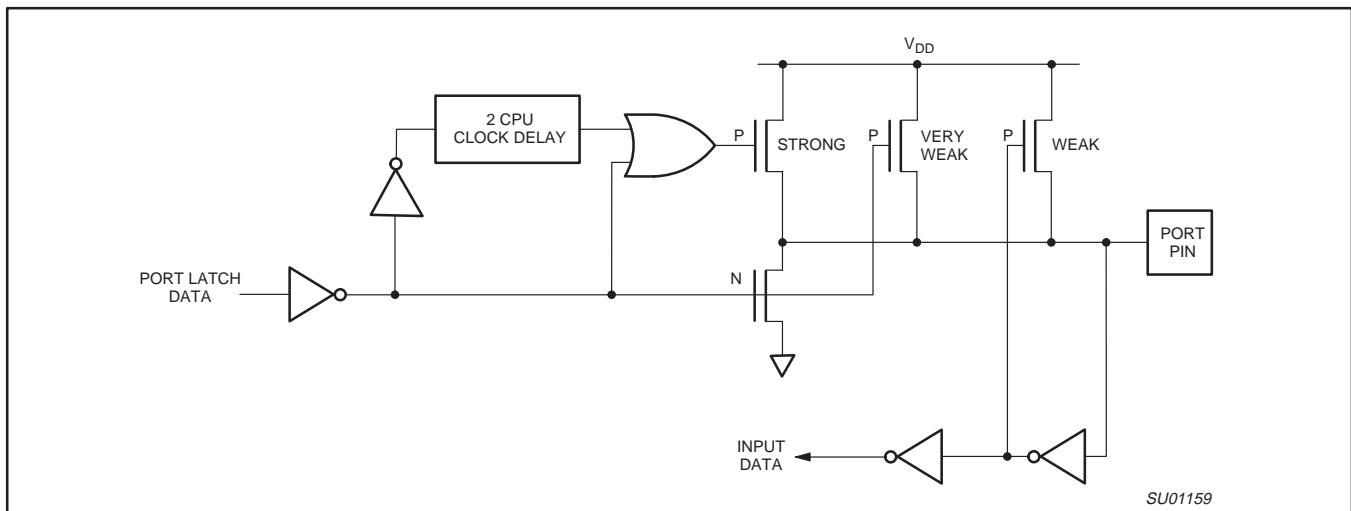 V_DD
2 CPU
CLOCK DELAY
P
STRONG
P
VERY
WEAK
P
WEAK
PORT
PIN
PORT LATCH
DATA
N
INPUT
DATA
SU01159